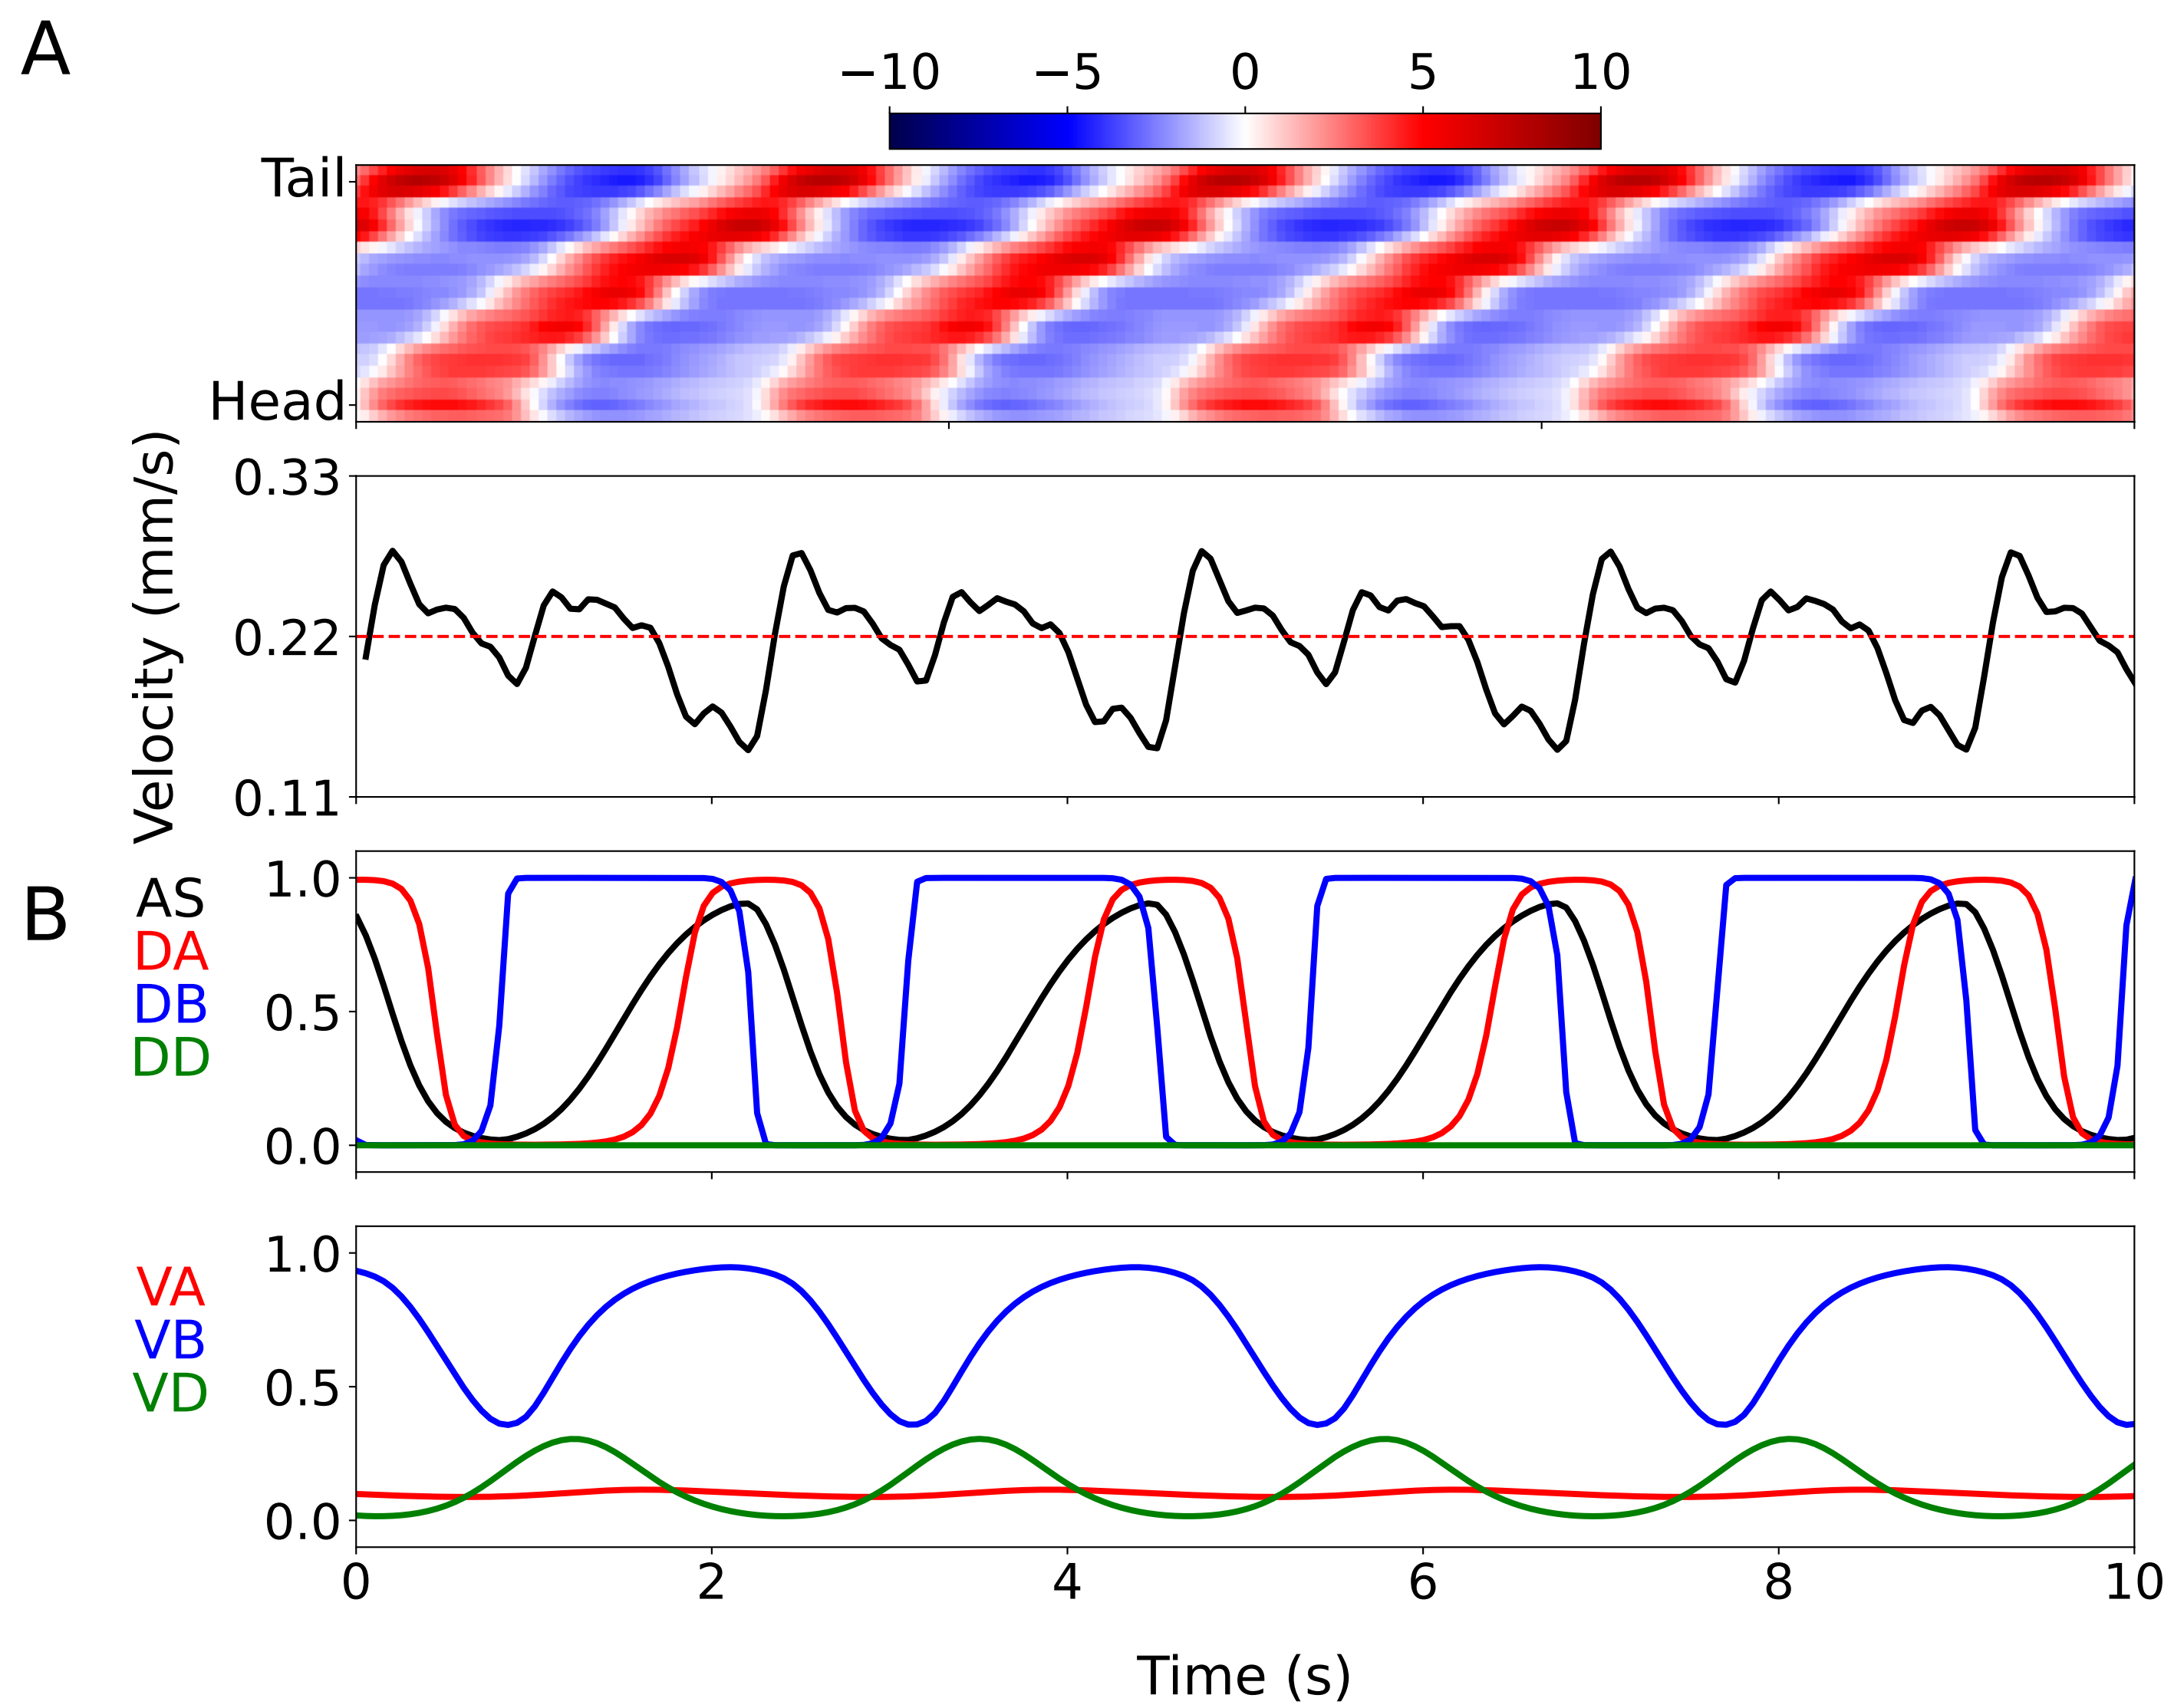 A
−10 −5 0 5 10
Tail
Head
Velocity (mm/s)
0.33
0.22
0.11
B
AS
DA
DB
DD
1.0
0.5
0.0
VA
VB
VD
1.0
0.5
0.0
0 2 4 6 8 10
Time (s)